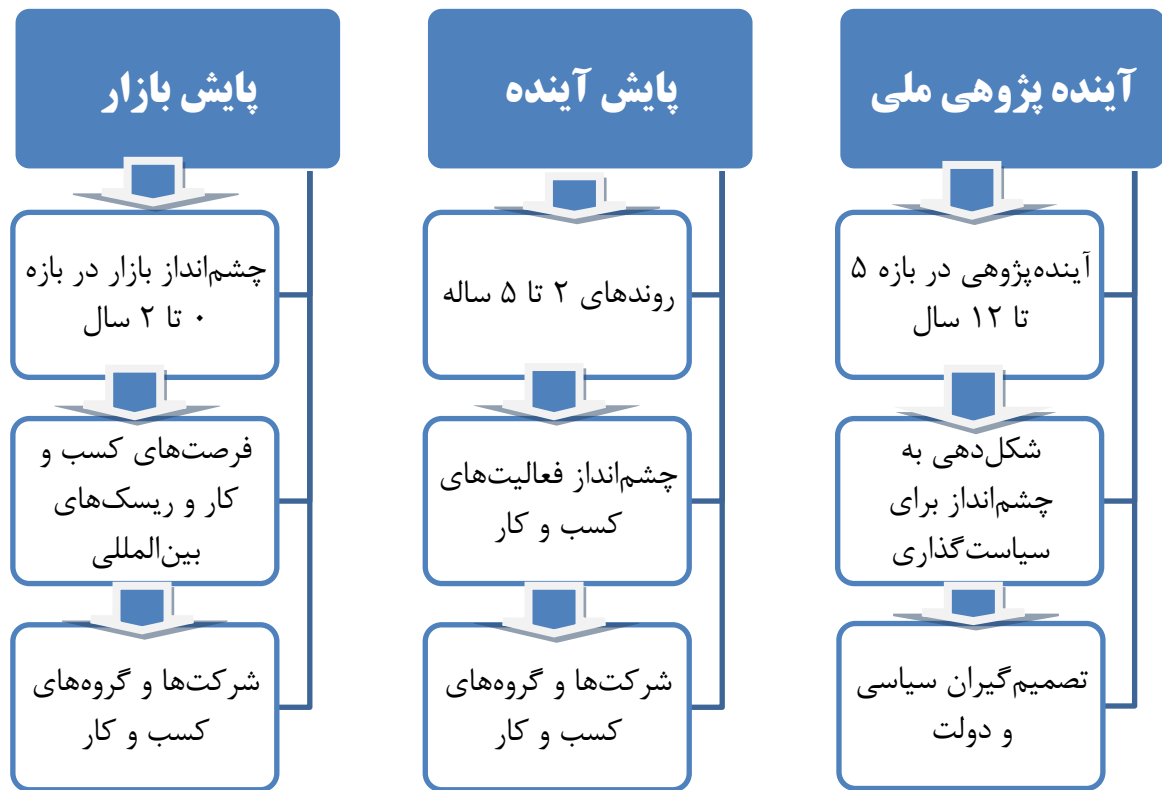 آینده پژوهی ملی
آینده‌پژوهی در بازه ۵
تا ۱۲ سال
شکل‌دهی به
چشم‌انداز برای
سیاست‌گذاری
تصمیم‌گیران سیاسی
و دولت
پایش آینده
روندهای ۲ تا ۵ ساله
چشم‌انداز فعالیت‌های
کسب و کار
شرکت‌ها و گروه‌های
کسب و کار
پایش بازار
چشم‌انداز بازار در بازه
۰ تا ۲ سال
فرصت‌های کسب و
کار و ریسک‌های
بین‌المللی
شرکت‌ها و گروه‌های
کسب و کار